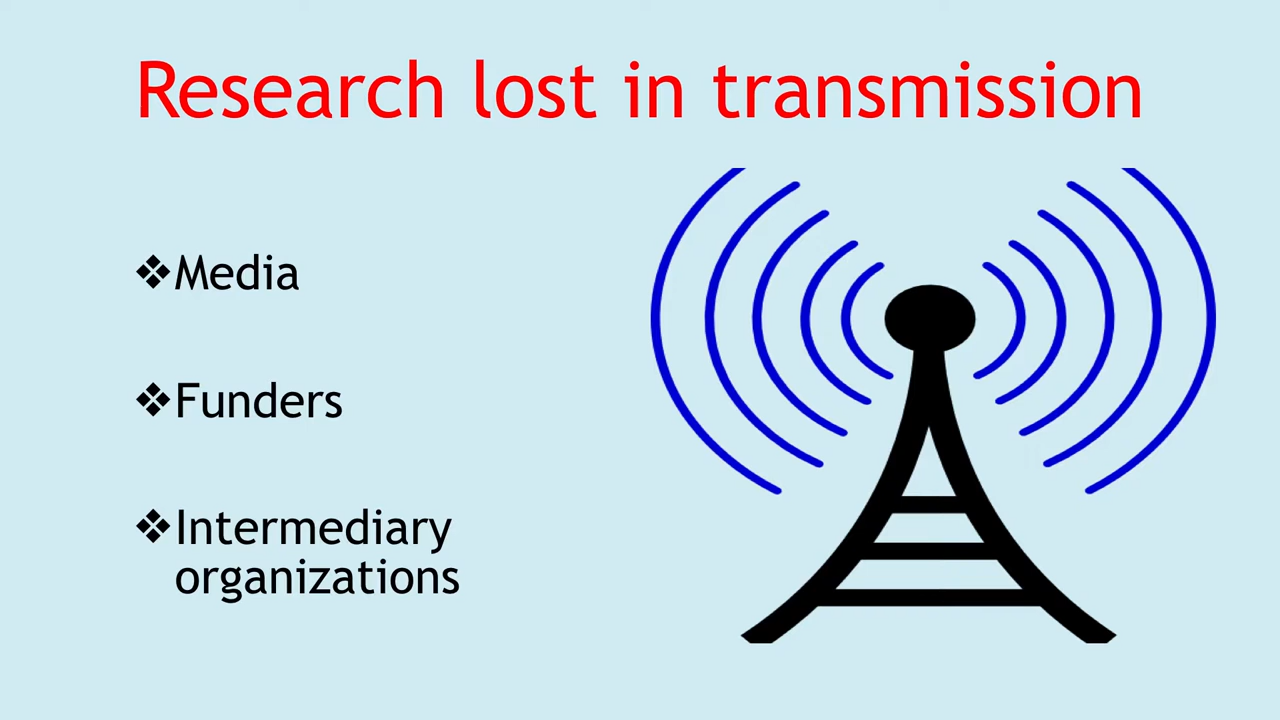 Research lost in transmission
❖Media
❖Funders
❖Intermediary
organizations